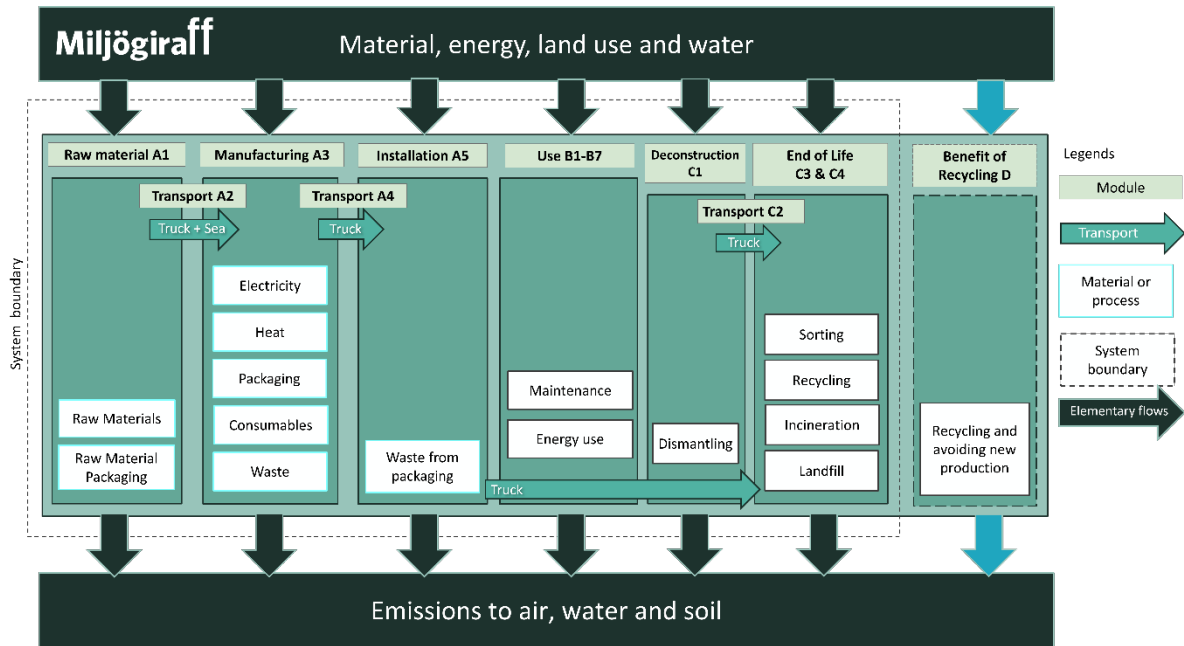 Miljögiraff
Material, energy, land use and water
System boundary
Raw material A1
Manufacturing A3
Installation A5
Use B1-B7
Deconstruction
C1
End of Life
C3 & C4
Benefit of
Recycling D
Transport A2
Truck + Sea
Transport A4
Truck
Transport C2
Truck
Raw Materials
Raw Material
Packaging
Electricity
Heat
Packaging
Consumables
Waste
Waste from
packaging
Truck
Maintenance
Energy use
Dismantling
Sorting
Recycling
Incineration
Landfill
Recycling and
avoiding new
production
Legends
Module
Transport
Material or
process
System
boundary
Elementary flows
Emissions to air, water and soil